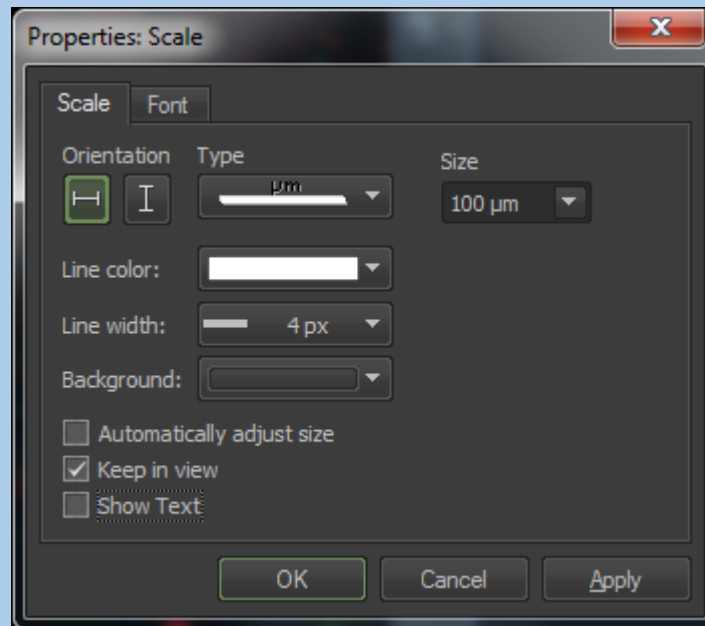 Properties: Scale
Scale Font
Orientation Type Size
µm 100 µm
Line color:
Line width: 4 px
Background:
Automatically adjust size
Keep in view
Show Text
OK Cancel Apply